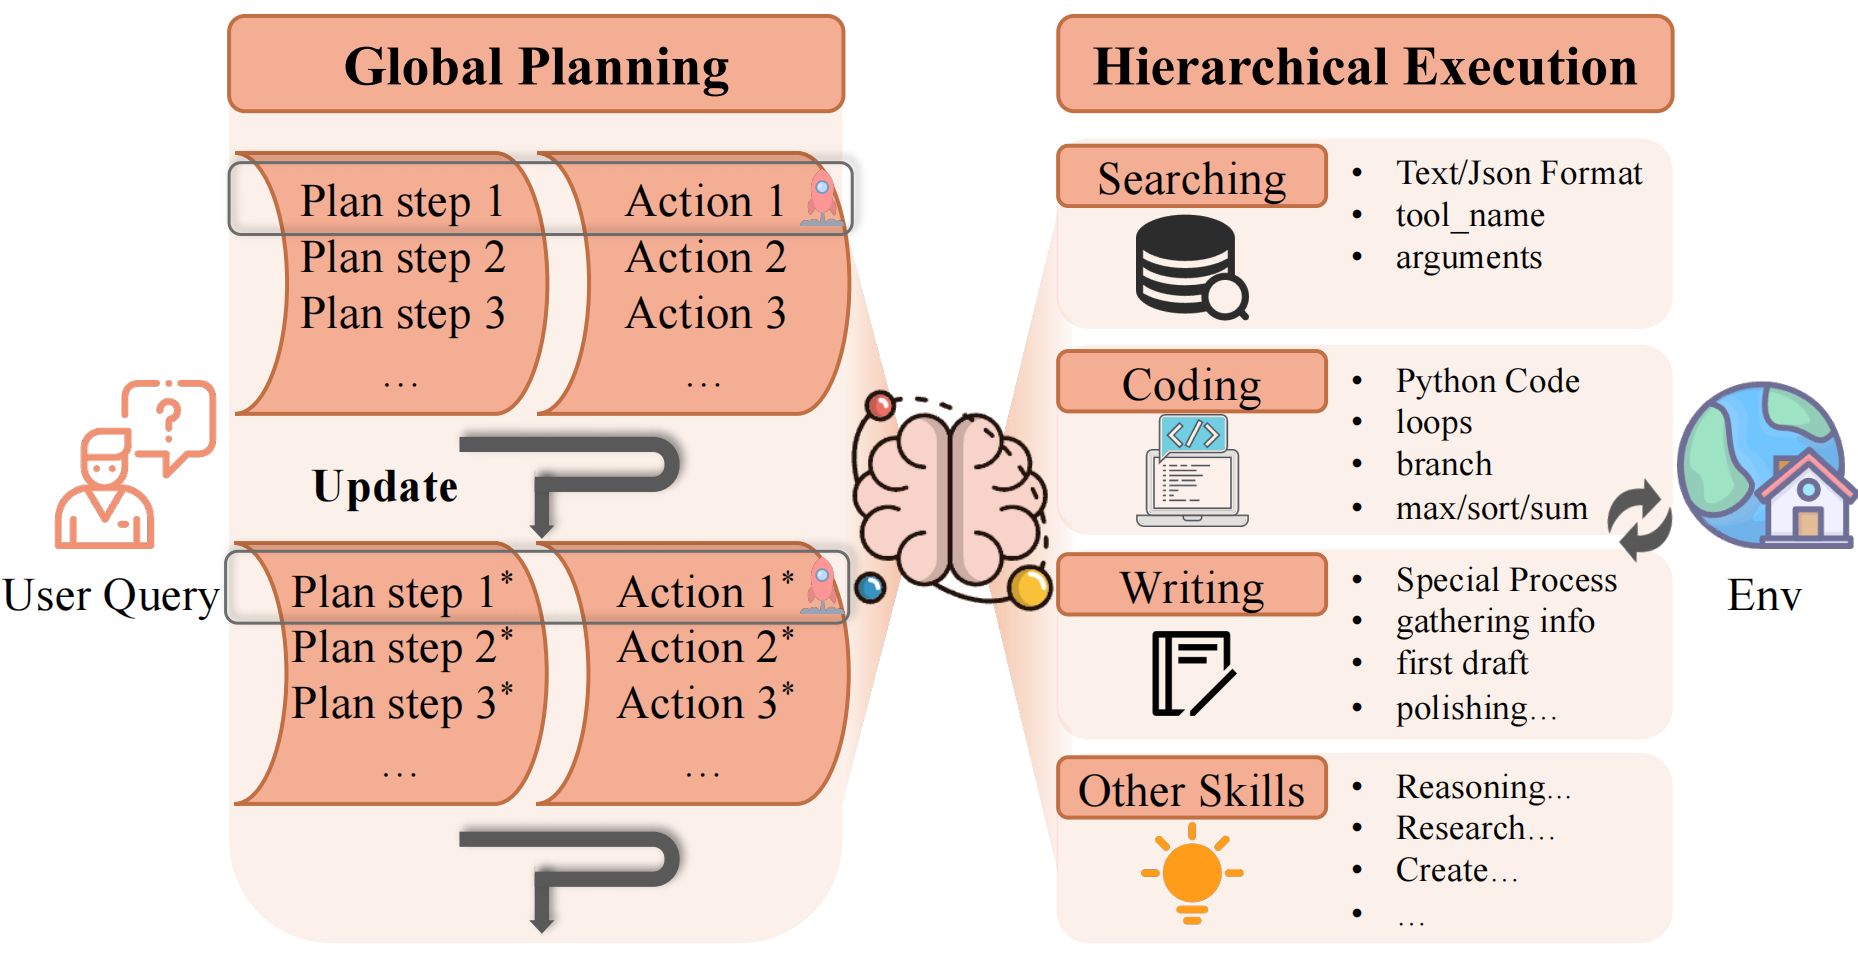 Global Planning
Plan step 1
Action 1
Plan step 2
Action 2
Plan step 3
Action 3
...
...
Update
Plan step 1*
Action 1*
Plan step 2*
Action 2*
Plan step 3*
Action 3*
...
...
?
User Query
Hierarchical Execution
Searching
• Text/Json Format
• tool_name
• arguments
Coding
</>
• Python Code
• loops
• branch
• max/sort/sum
Writing
• Special Process
• gathering info
• first draft
• polishing...
Other Skills
• Reasoning...
• Research...
• Create...
• ...
Env